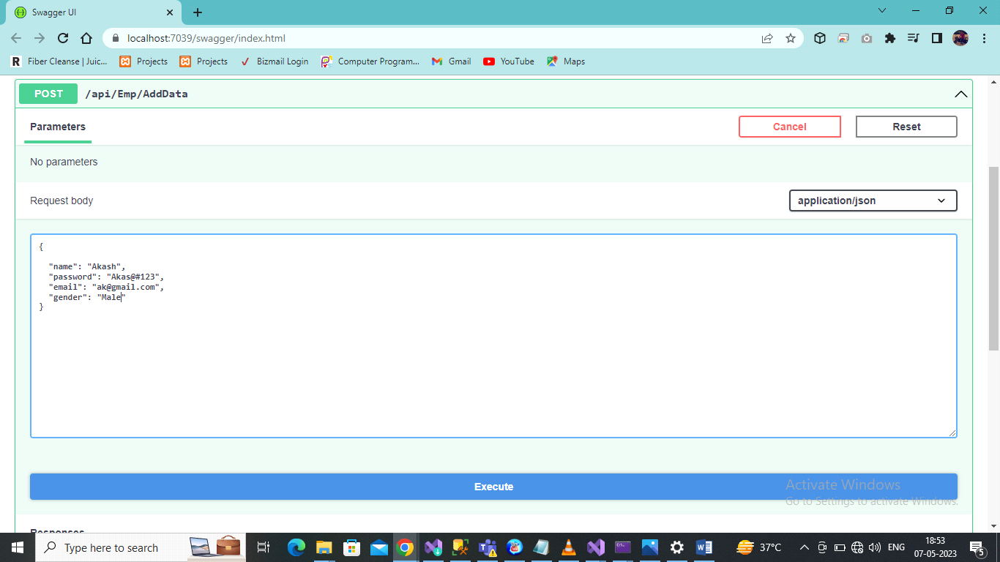 Swagger UI
localhost:7039/swagger/index.html
R Fiber Cleanse | Juic... Projects Projects Bizmail Login Computer Program... Gmail YouTube Maps
POST /api/Emp/AddData
Parameters Cancel Reset
No parameters
Request body application/json
{
"name": "Akash",
"password": "Akas@#123",
"email": "ak@gmail.com",
"gender": "Male"
}
Execute
Activate Windows
Go to Settings to activate Windows.
Responses
Type here to search 37°C ENG 18:53
07-05-2023 5